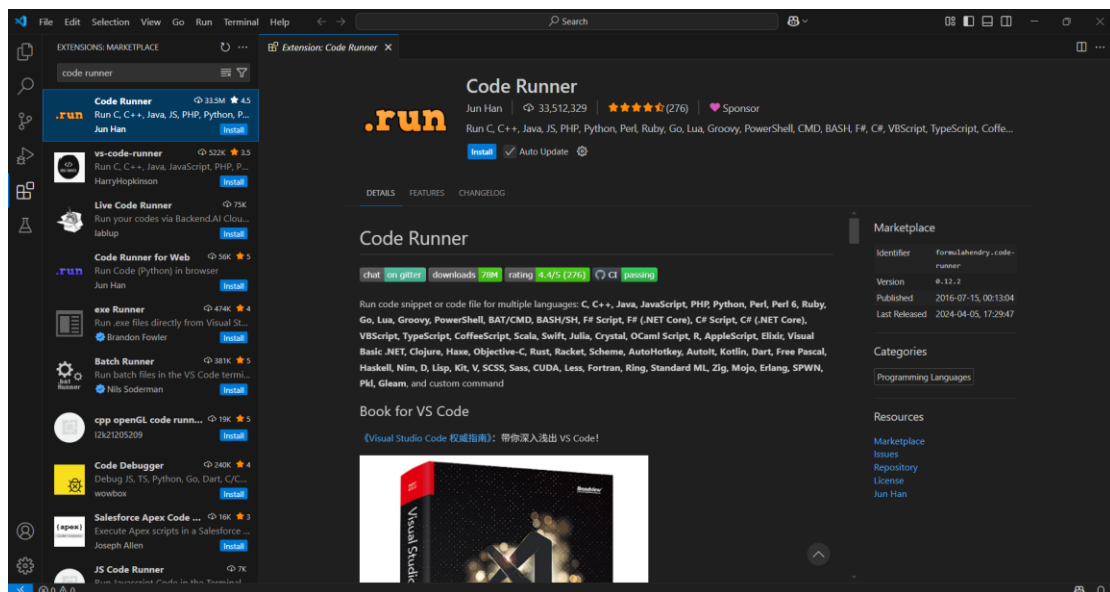 File Edit Selection View Go Run Terminal Help
Search
EXTENSIONS: MARKETPLACE
code runner
Code Runner 33.5M 4.5
Run C, C++, Java, JS, PHP, Python, P...
Jun Han Install
vs-code-runner 522K 3.5
Run C, C++, Java, JavaScript, PHP, P...
HarryHopkinson Install
Live Code Runner 75K
Run your codes via Backend.AI Clou...
lablup Install
Code Runner for Web 56K 5
Run Code (Python) in browser
Jun Han Install
exe Runner 474K 4
Run .exe files directly from Visual St...
Brandon Fowler Install
Batch Runner 381K 5
Run batch files in the VS Code termi...
Nils Soderman Install
cpp openGL code runn... 19K 5
l2k21205209 Install
Code Debugger 240K 4
Debug JS, TS, Python, Go, Dart, C/C...
wowbox Install
Salesforce Apex Code ... 16K 3
Execute Apex scripts in a Salesforce ...
Joseph Allen Install
JS Code Runner 7K
Run Javascript Code in the Terminal
.run
.run
.bat
Runner
{apex}
0 0
Extension: Code Runner
.run
Code Runner
Jun Han 33,512,329 (276) Sponsor
Run C, C++, Java, JS, PHP, Python, Perl, Ruby, Go, Lua, Groovy, PowerShell, CMD, BASH, F#, C#, VBScript, TypeScript, Coffe...
Install Auto Update
DETAILS FEATURES CHANGELOG
Code Runner
chat on gitter downloads 78M rating 4.4/5 (276) CI passing
Run code snippet or code file for multiple languages: C, C++, Java, JavaScript, PHP, Python, Perl, Perl 6, Ruby,
Go, Lua, Groovy, PowerShell, BAT/CMD, BASH/SH, F# Script, F# (.NET Core), C# Script, C# (.NET Core),
VBScript, TypeScript, CoffeeScript, Scala, Swift, Julia, Crystal, OCaml Script, R, AppleScript, Elixir, Visual
Basic .NET, Clojure, Haxe, Objective-C, Rust, Racket, Scheme, AutoHotkey, AutoIt, Kotlin, Dart, Free Pascal,
Haskell, Nim, D, Lisp, Kit, V, SCSS, Sass, CUDA, Less, Fortran, Ring, Standard ML, Zig, Mojo, Erlang, SPWN,
Pkl, Gleam, and custom command
Book for VS Code
《Visual Studio Code 权威指南》：带你深入浅出 VS Code!
Broadview
Visual Studio
Marketplace
Identifier formulahendry.code-
runner
Version 0.12.2
Published 2016-07-15, 00:13:04
Last Released 2024-04-05, 17:29:47
Categories
Programming Languages
Resources
Marketplace
Issues
Repository
License
Jun Han